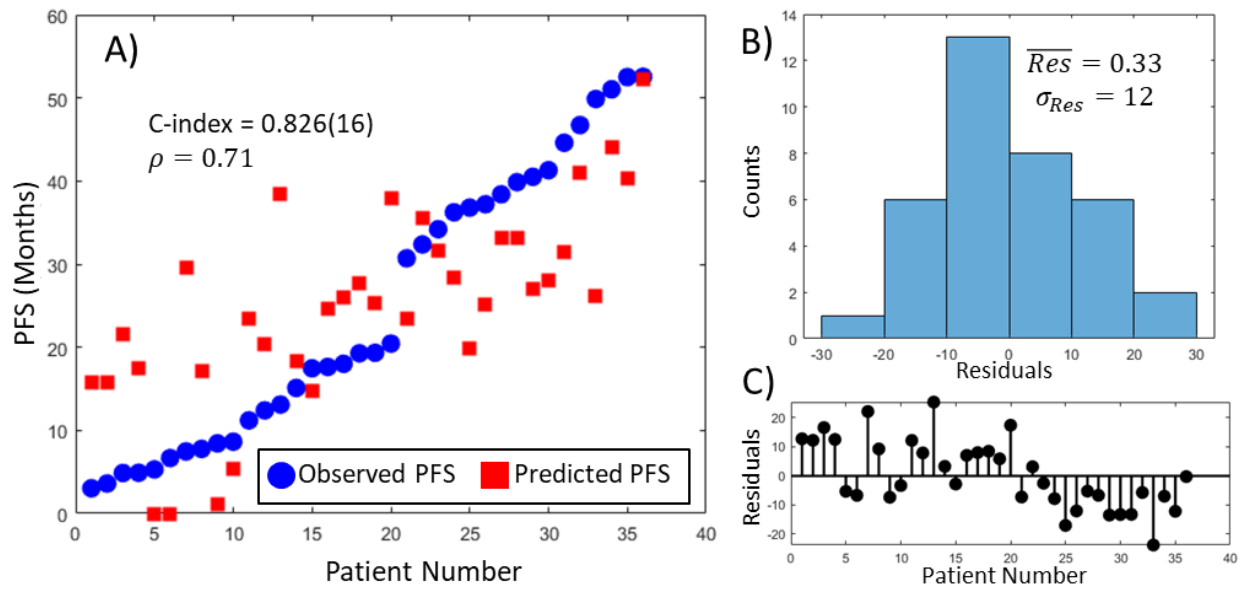 A)
C-index = 0.826(16)
ρ = 0.71
PFS (Months)
60
50
40
30
20
10
0
Observed PFS
Predicted PFS
0 5 10 15 20 25 30 35 40
Patient Number
B)
R̅e̅s̅ = 0.33
σRes = 12
Counts
14
12
10
8
6
4
2
0
-30 -20 -10 0 10 20 30
Residuals
C)
Residuals
20
10
0
-10
-20
0 5 10 15 20 25 30 35 40
Patient Number